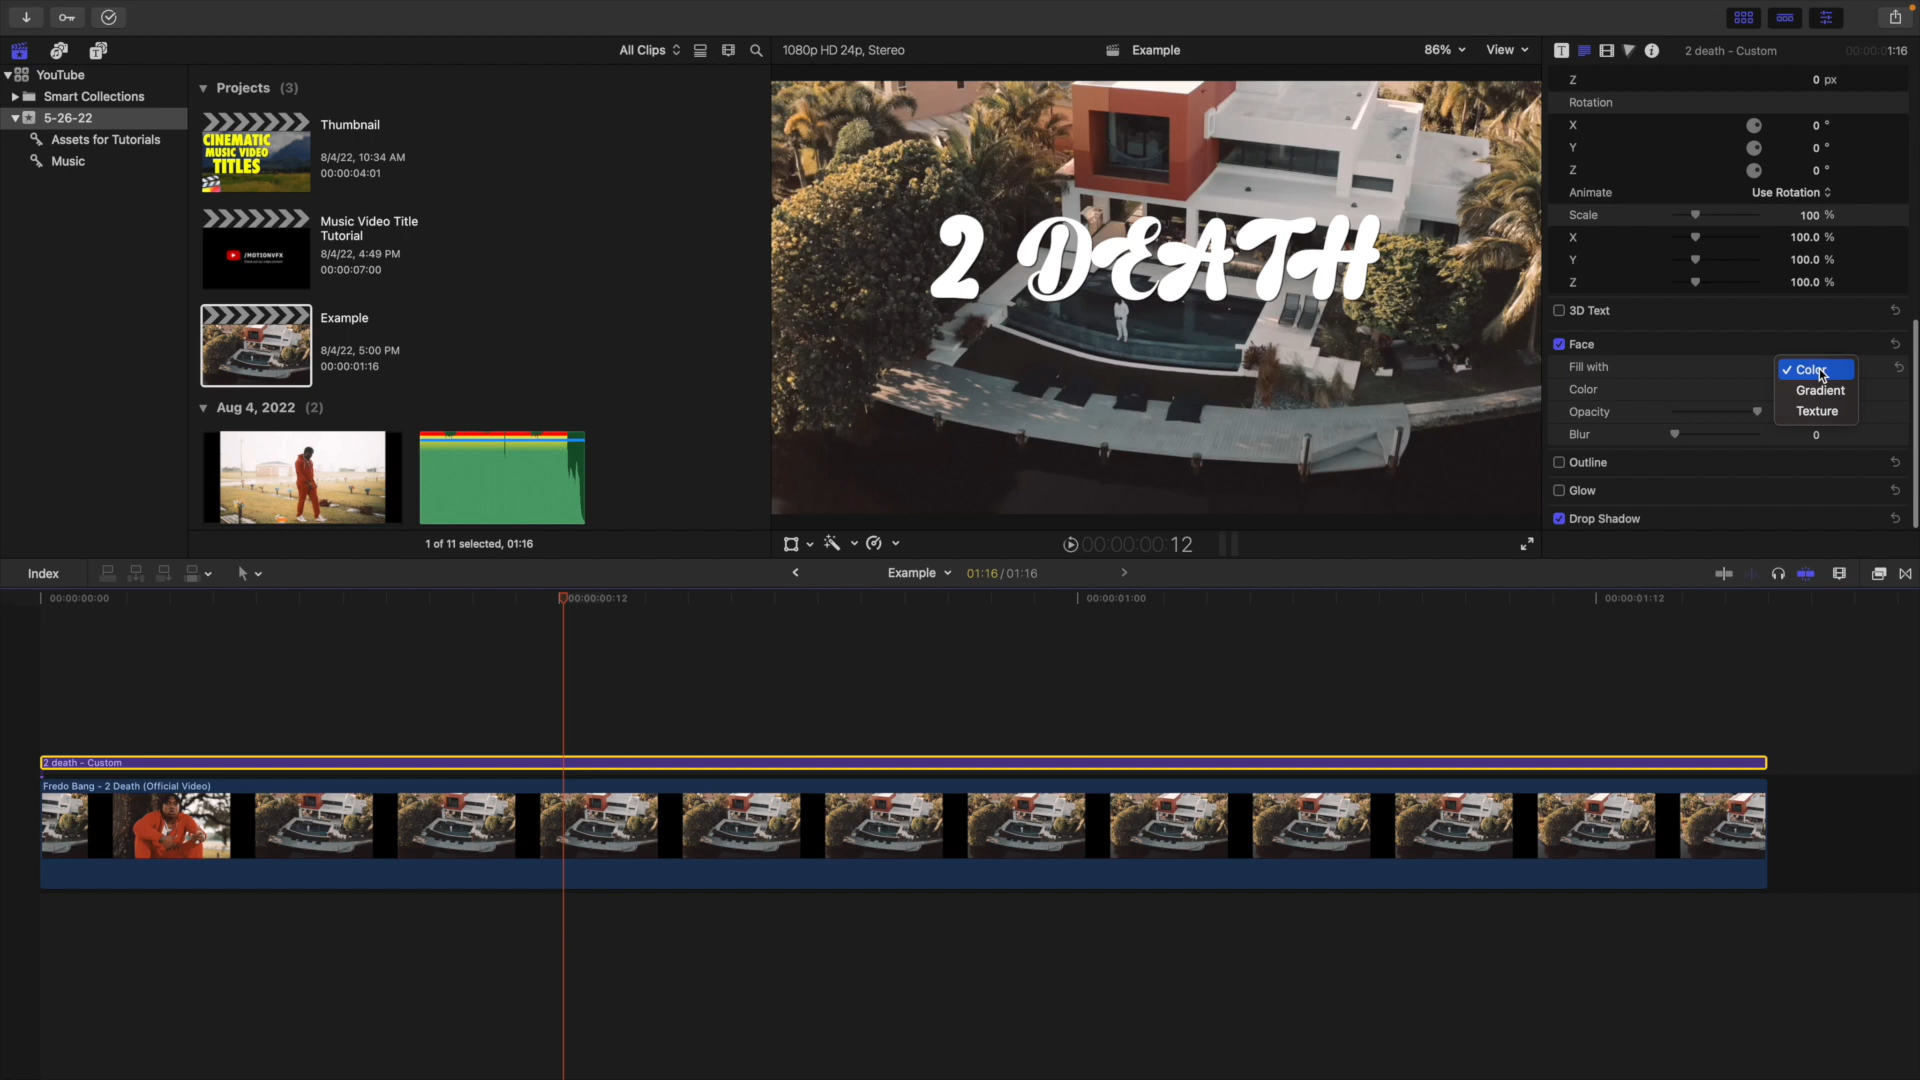 All Clips
1080p HD 24p, Stereo
Example
86%
View
T
2 death - Custom
00:00:01:16
YouTube
Smart Collections
5-26-22
Assets for Tutorials
Music
Projects (3)
CINEMATIC
MUSIC VIDEO
TITLES
Thumbnail
8/4/22, 10:34 AM
00:00:04:01
/MOTIONVFX
Music Video Title
Tutorial
8/4/22, 4:49 PM
00:00:07:00
Example
8/4/22, 5:00 PM
00:00:01:16
Aug 4, 2022 (2)
1 of 11 selected, 01:16
2 DEATH
00:00:00:12
Z 0 px
Rotation
X 0 °
Y 0 °
Z 0 °
Animate Use Rotation
Scale 100 %
X 100.0 %
Y 100.0 %
Z 100.0 %
3D Text
Face
Fill with
Color
Opacity
Blur 0
✓ Color
Gradient
Texture
Outline
Glow
Drop Shadow
Index
Example
01:16 / 01:16
00:00:00:00
00:00:00:12
00:00:01:00
00:00:01:12
2 death - Custom
Fredo Bang - 2 Death (Official Video)